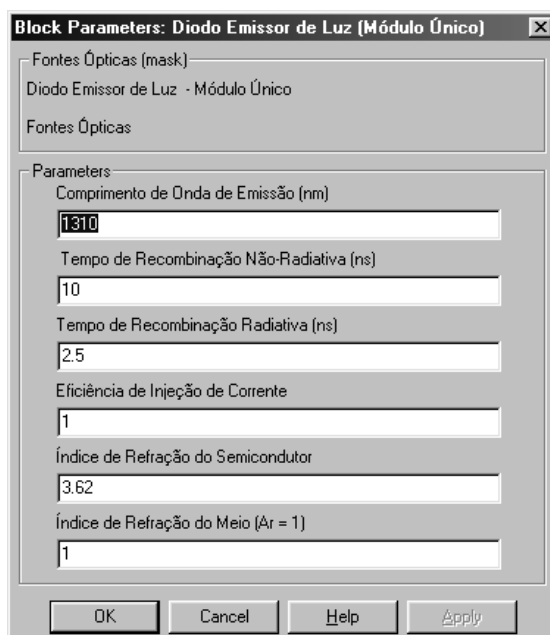 Block Parameters: Diodo Emissor de Luz (Módulo Único)
Fontes Ópticas (mask)
Diodo Emissor de Luz - Módulo Único
Fontes Ópticas
Parameters
Comprimento de Onda de Emissão (nm)
1310
Tempo de Recombinação Não-Radiativa (ns)
10
Tempo de Recombinação Radiativa (ns)
2.5
Eficiência de Injeção de Corrente
1
Índice de Refração do Semicondutor
3.62
Índice de Refração do Meio (Ar = 1)
1
OK Cancel Help Apply